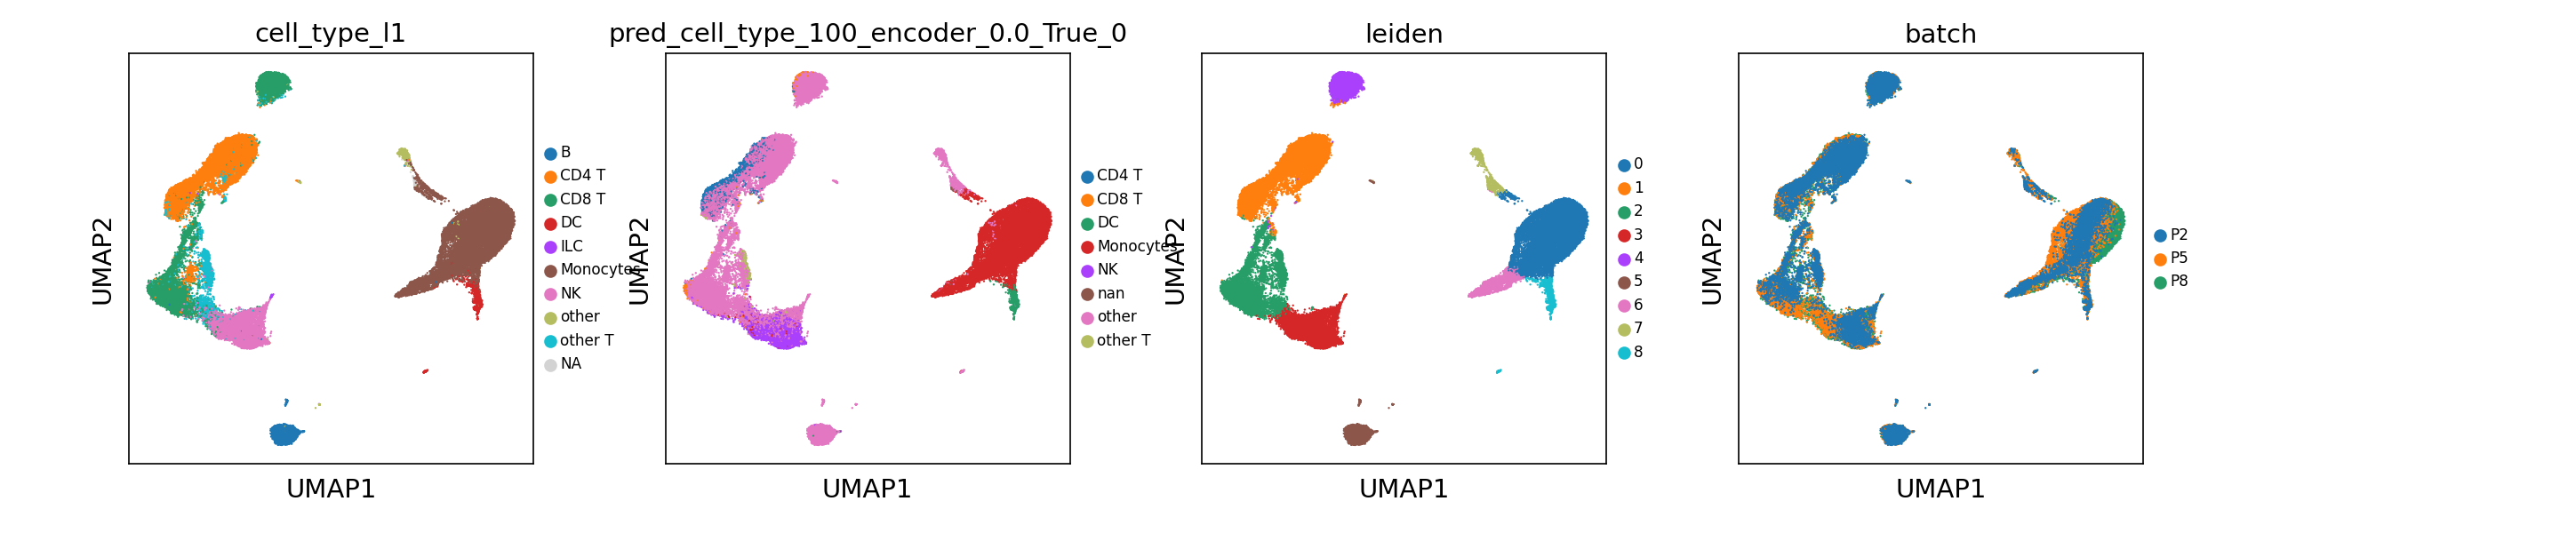 cell_type_l1
UMAP2
UMAP1
B
CD4 T
CD8 T
DC
ILC
Monocytes
NK
other
other T
NA
pred_cell_type_100_encoder_0.0_True_0
UMAP2
UMAP1
CD4 T
CD8 T
DC
Monocytes
NK
nan
other
other T
leiden
UMAP2
UMAP1
0
1
2
3
4
5
6
7
8
batch
UMAP2
UMAP1
P2
P5
P8